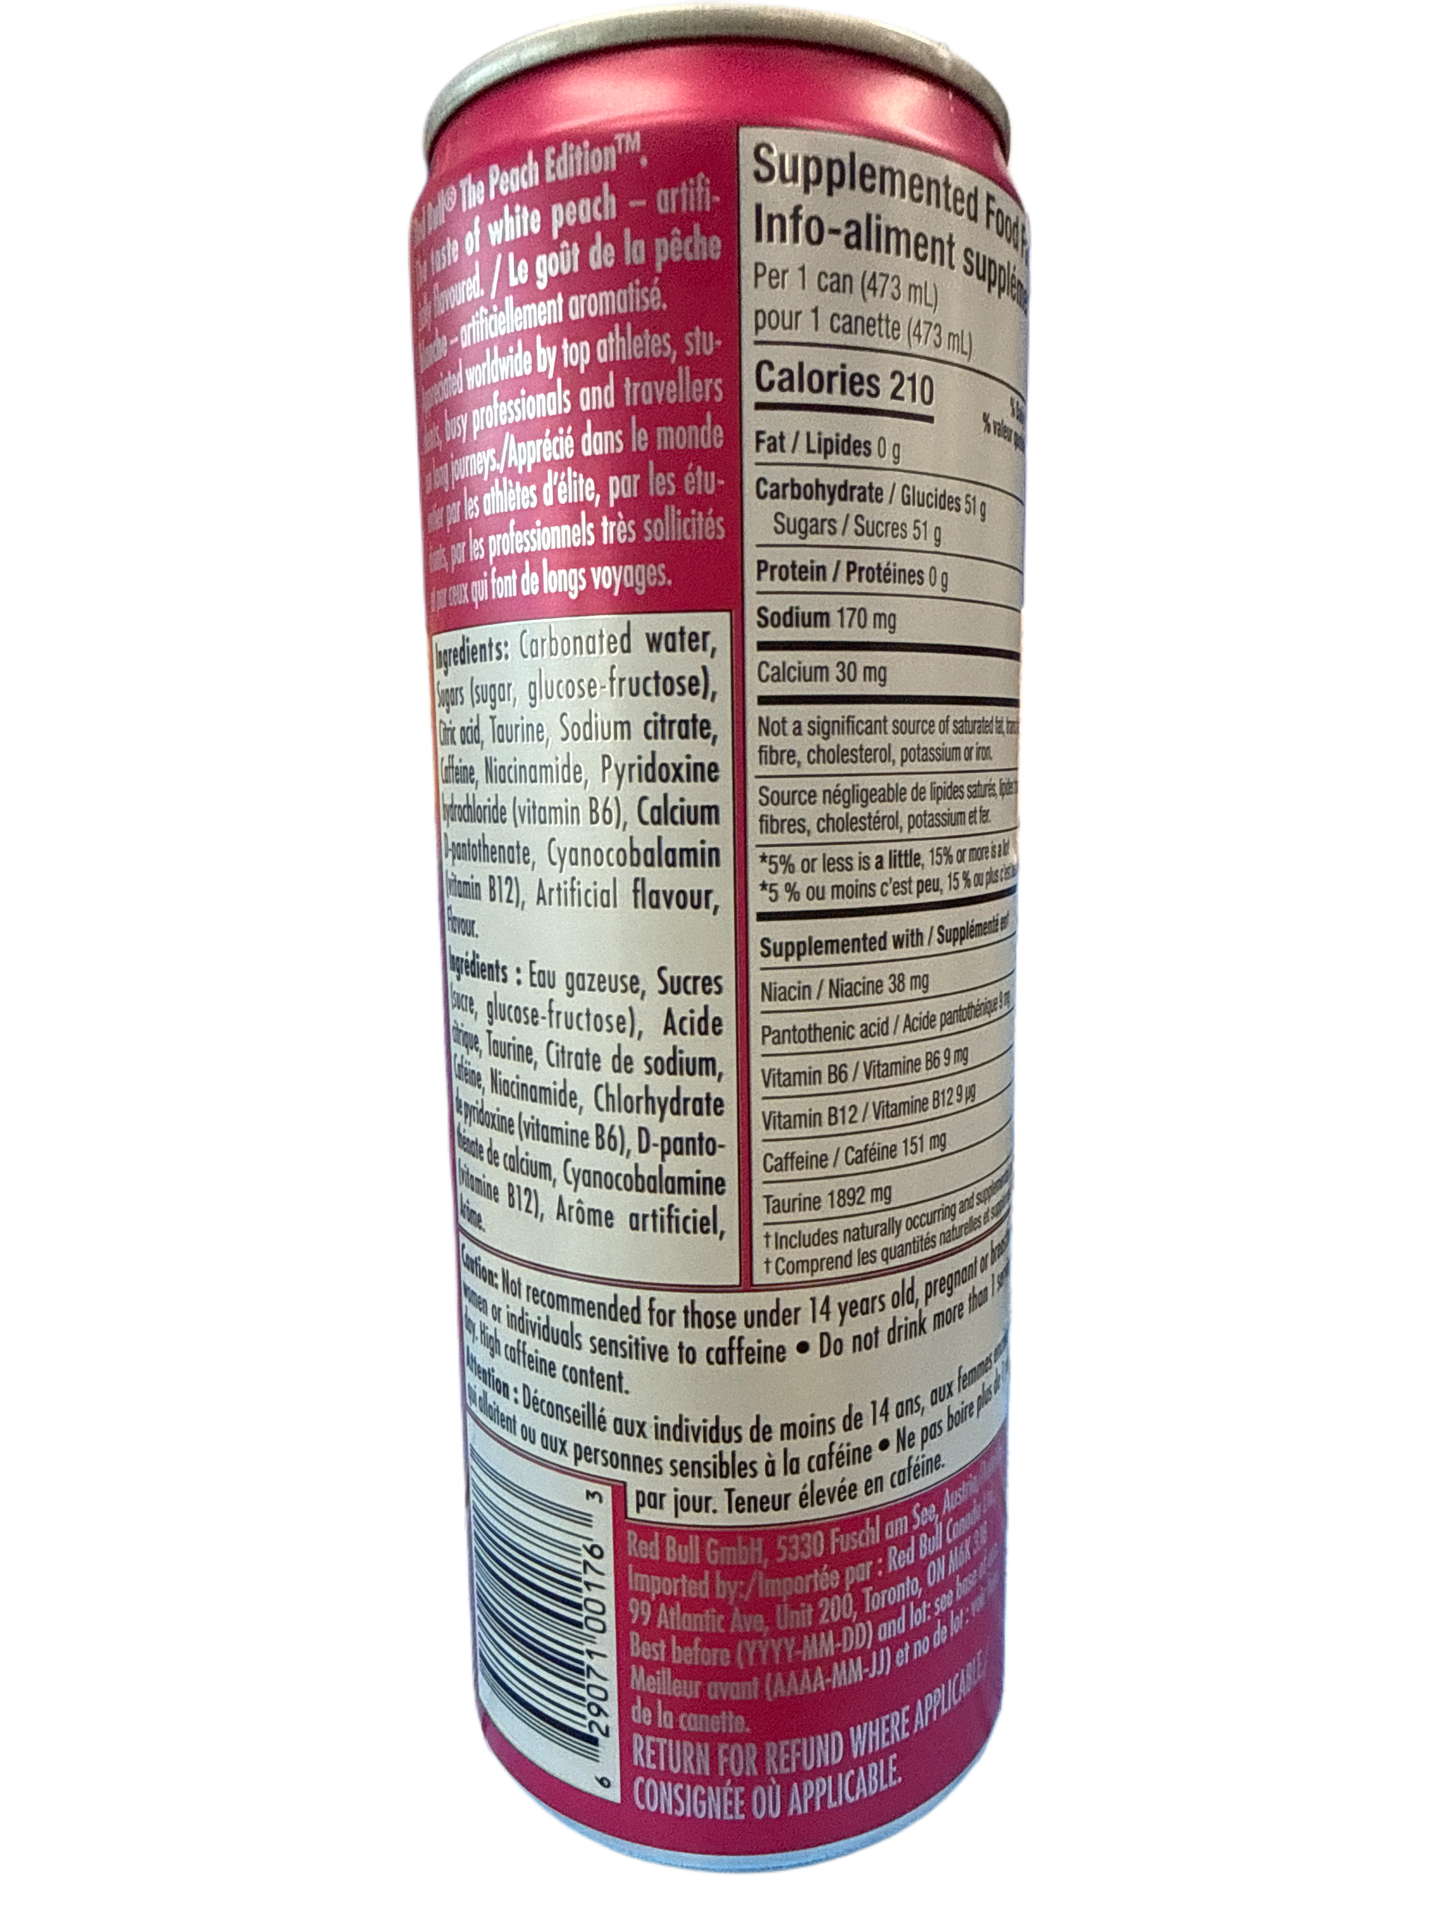 Bull® The Peach Edition™.
taste of white peach – artifi-
flavoured. / Le goût de la pêche
– artificiellement aromatisé.
worldwide by top athletes, stu-
busy professionals and travellers
long journeys./Apprécié dans le monde
par les athlètes d'élite, par les étu-
par les professionnels très sollicités
ceux qui font de longs voyages.
Ingredients: Carbonated water,
Sugars (sugar, glucose-fructose),
Citric acid, Taurine, Sodium citrate,
Caffeine, Niacinamide, Pyridoxine
hydrochloride (vitamin B6), Calcium
D-pantothenate, Cyanocobalamin
(vitamin B12), Artificial flavour,
Flavour.
Ingrédients : Eau gazeuse, Sucres
(sucre, glucose-fructose), Acide
citrique, Taurine, Citrate de sodium,
Caféine, Niacinamide, Chlorhydrate
de pyridoxine (vitamine B6), D-panto-
thénate de calcium, Cyanocobalamine
(vitamine B12), Arôme artificiel,
Arôme.
Supplemented Food
Info-aliment
Per 1 can (473 mL)
pour 1 canette (473 mL)
Calories 210
% valeur
Fat / Lipides 0 g
Carbohydrate / Glucides 51 g
Sugars / Sucres 51 g
Protein / Protéines 0 g
Sodium 170 mg
Calcium 30 mg
Not a significant source of saturated fat,
fibre, cholesterol, potassium or iron.
Source négligeable de lipides saturés,
fibres, cholestérol, potassium et fer.
*5% or less is a little, 15% or more is a lot
*5 % ou moins c'est peu, 15 % ou plus c'est
Supplemented with / Supplémenté en†
Niacin / Niacine 38 mg
Pantothenic acid / Acide pantothénique 9 mg
Vitamin B6 / Vitamine B6 9 mg
Vitamin B12 / Vitamine B12 9 µg
Caffeine / Caféine 151 mg
Taurine 1892 mg
† Includes naturally occurring and
† Comprend les quantités naturelles et
Caution: Not recommended for those under 14 years old, pregnant or
women or individuals sensitive to caffeine • Do not drink more than 1
day. High caffeine content.
Attention : Déconseillé aux individus de moins de 14 ans, aux femmes
qui allaitent ou aux personnes sensibles à la caféine • Ne pas boire plus de 1
par jour. Teneur élevée en caféine.
6 29071 00176 3
Red Bull GmbH, 5330 Fuschl am See, Austria
Imported by:/Importée par : Red Bull Canada
99 Atlantic Ave, Unit 200, Toronto, ON M6K
Best before (YYYY-MM-DD) and lot: see base of
Meilleur avant (AAAA-MM-JJ) et no de lot :
de la canette.
RETURN FOR REFUND WHERE APPLICABLE./
CONSIGNÉE OÙ APPLICABLE.